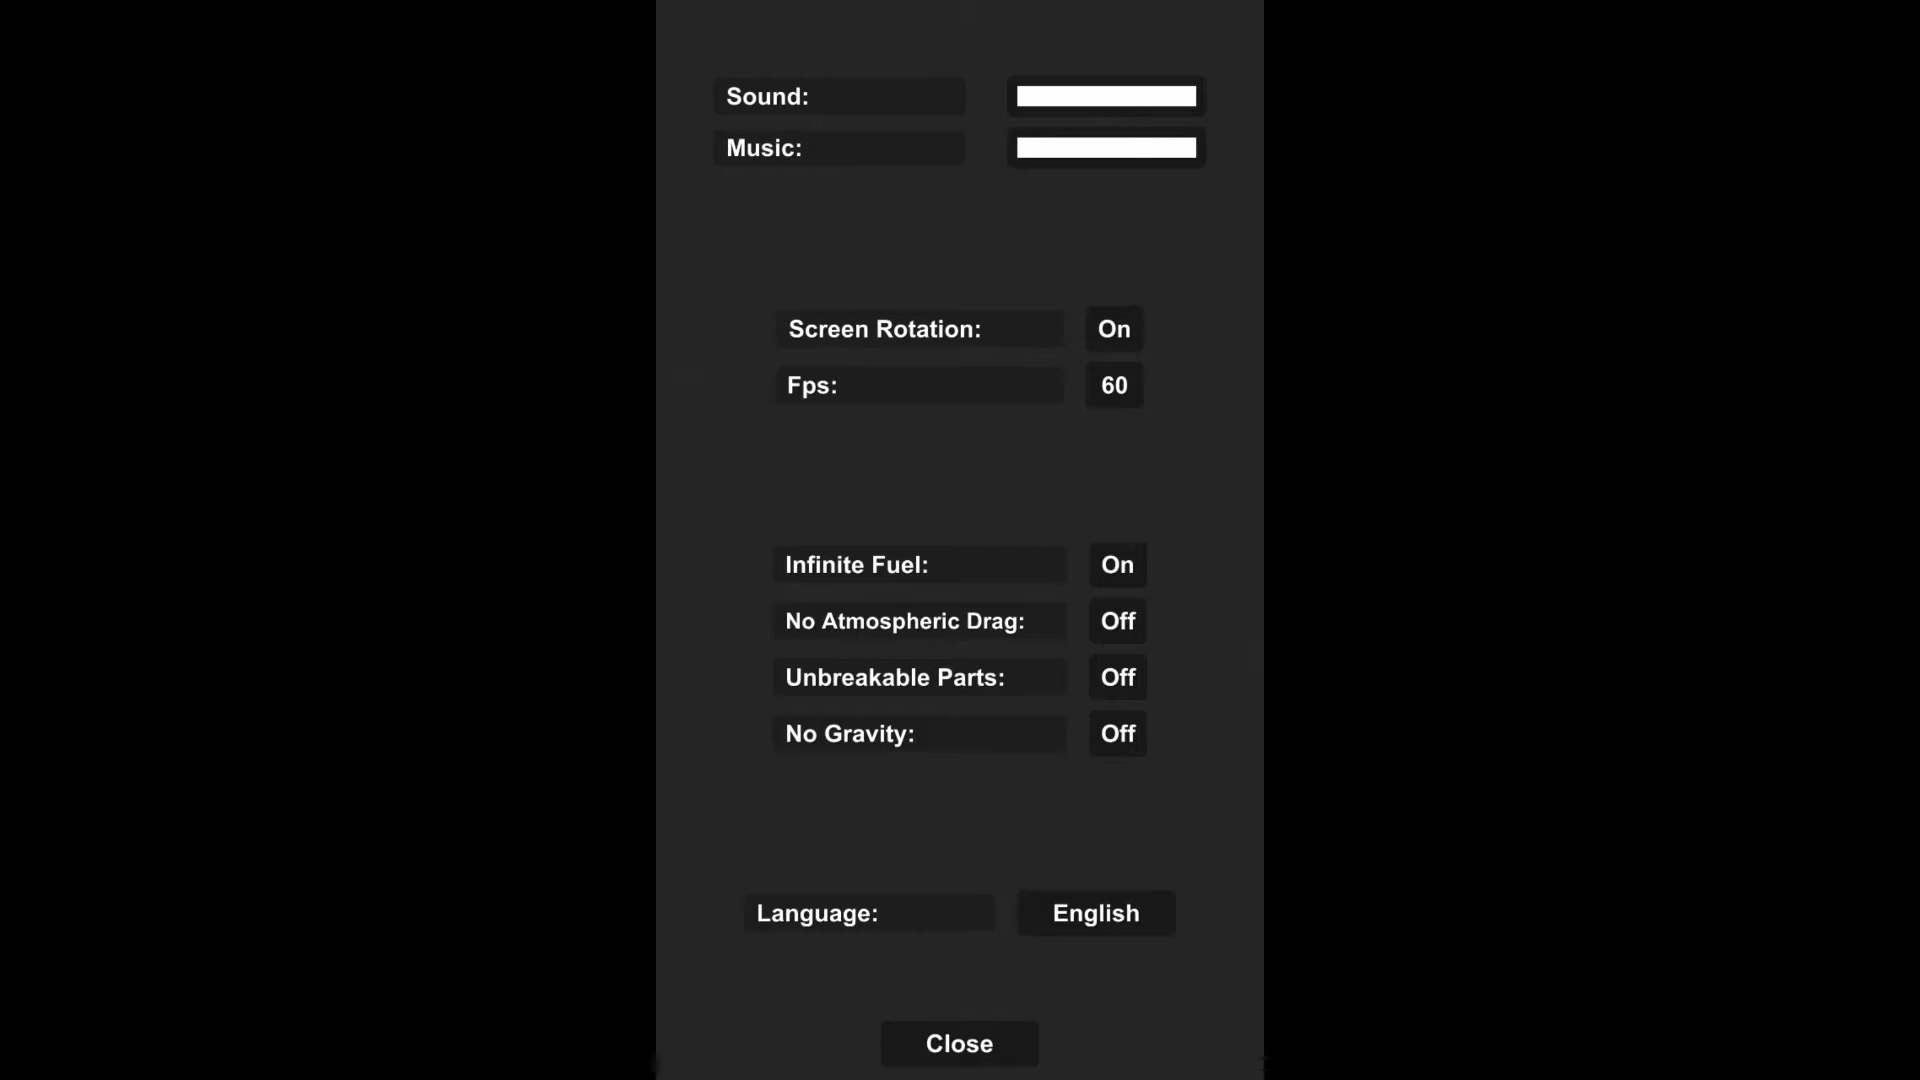 Sound:
Music:
Screen Rotation: On
Fps: 60
Infinite Fuel: On
No Atmospheric Drag: Off
Unbreakable Parts: Off
No Gravity: Off
Language: English
Close